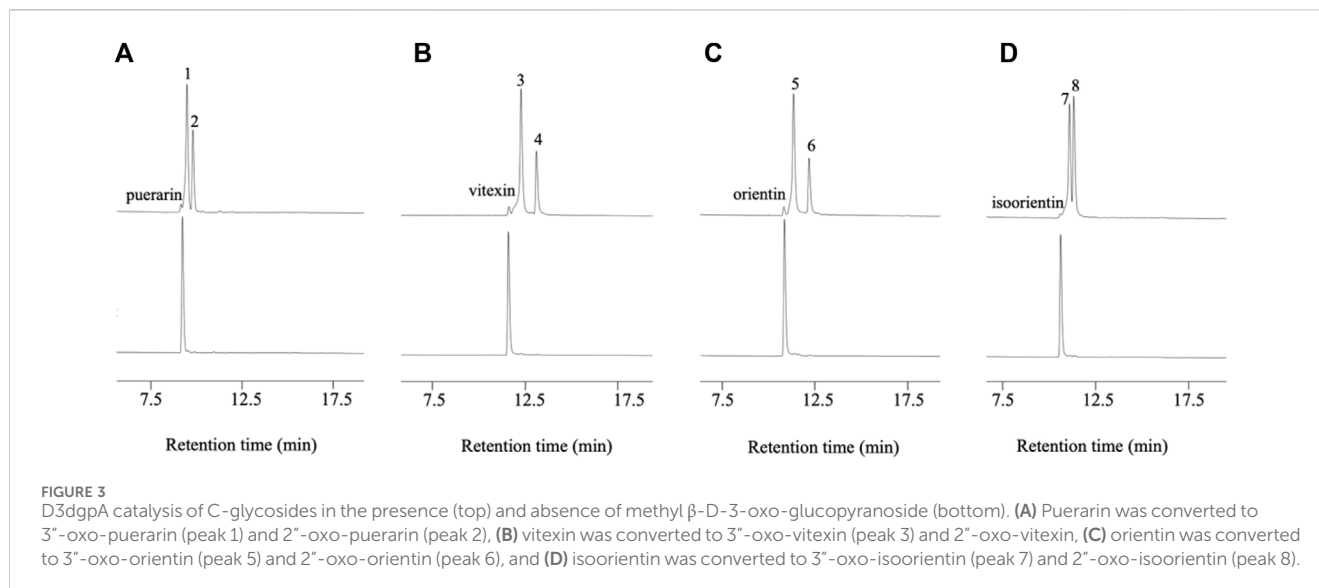 A
B
C
D
1
2
puerarin
3
4
vitexin
5
6
orientin
7 8
isoorientin
7.5 12.5 17.5
7.5 12.5 17.5
7.5 12.5 17.5
7.5 12.5 17.5
Retention time (min)
Retention time (min)
Retention time (min)
Retention time (min)
FIGURE 3
D3dgpA catalysis of C-glycosides in the presence (top) and absence of methyl β-D-3-oxo-glucopyranoside (bottom). (A) Puerarin was converted to
3″-oxo-puerarin (peak 1) and 2″-oxo-puerarin (peak 2), (B) vitexin was converted to 3″-oxo-vitexin (peak 3) and 2″-oxo-vitexin, (C) orientin was converted
to 3″-oxo-orientin (peak 5) and 2″-oxo-orientin (peak 6), and (D) isoorientin was converted to 3″-oxo-isoorientin (peak 7) and 2″-oxo-isoorientin (peak 8).